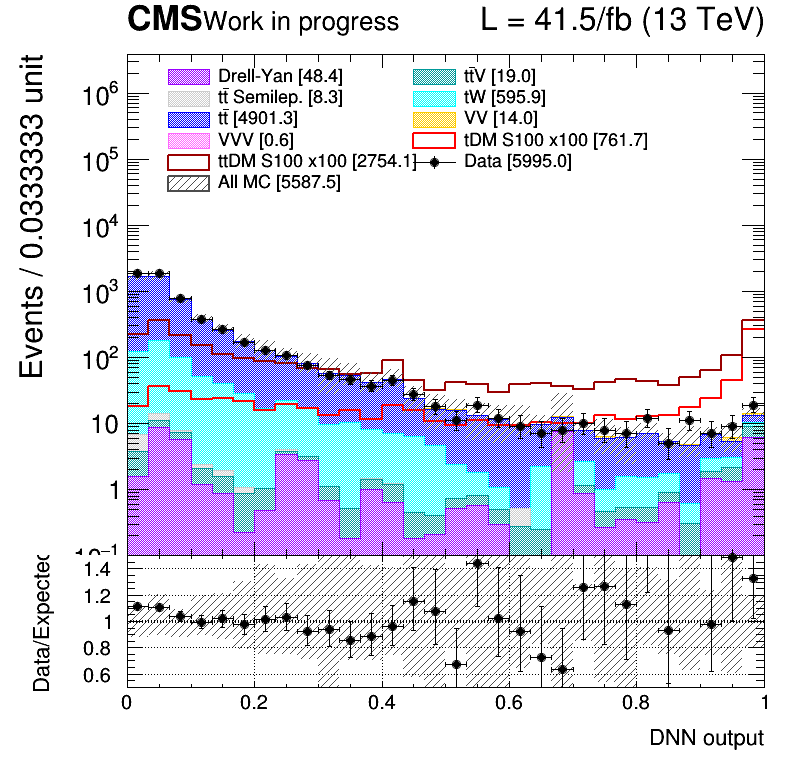 CMS Work in progress L = 41.5/fb (13 TeV)
Events / 0.0333333 unit
Drell-Yan [48.4] tt̄V [19.0]
tt̄ Semilep. [8.3] tW [595.9]
tt̄ [4901.3] VV [14.0]
VVV [0.6] tDM S100 x100 [761.7]
ttDM S100 x100 [2754.1] Data [5995.0]
All MC [5587.5]
10⁶
10⁵
10⁴
10³
10²
10
1
10⁻¹
Data/Expected
1.4
1.2
1
0.8
0.6
0 0.2 0.4 0.6 0.8 1
DNN output